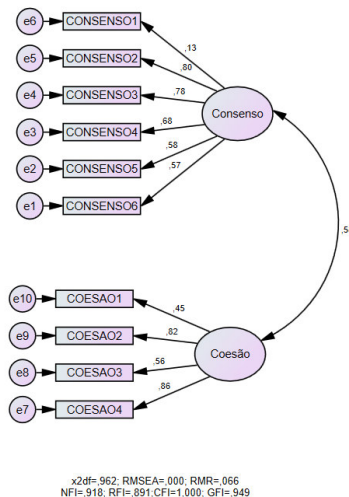 e6 CONSENSO1
,13
e5 CONSENSO2
,80
e4 CONSENSO3
,78
Consenso
e3 CONSENSO4
,68
e2 CONSENSO5
,58
e1 CONSENSO6
,57
,5
e10 COESAO1
,45
e9 COESAO2
,82
Coesão
e8 COESAO3
,56
e7 COESAO4
,86
x2df=,962; RMSEA=,000; RMR=,066
NFI=,918; RFI=,891;CFI=1,000; GFI=,949